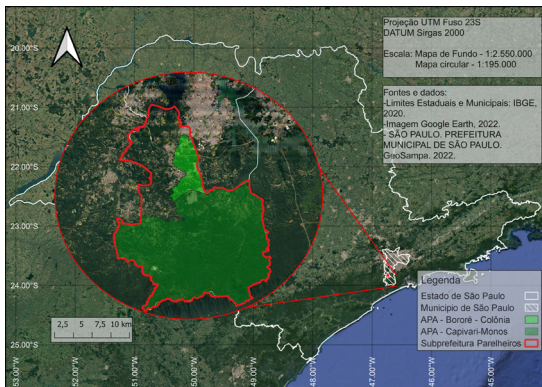 Projeção UTM Fuso 23S
DATUM Sirgas 2000
Escala: Mapa de Fundo - 1:2.550.000
Mapa circular - 1:195.000
Fontes e dados:
-Limites Estaduais e Municipais: IBGE,
2020.
-Imagem Google Earth, 2022.
- SÃO PAULO. PREFEITURA
MUNICIPAL DE SÃO PAULO.
GeoSampa. 2022.
20.00°S
21.00°S
22.00°S
23.00°S
24.00°S
25.00°S
2,5 5 7,5 10 km
Legenda
Estado de São Paulo
Município de São Paulo
APA - Bororé - Colônia
APA - Capivari-Monos
Subprefeitura Parelheiros
53.00°W
52.00°W
51.00°W
50.00°W
49.00°W
48.00°W
47.00°W
46.00°W
45.00°W